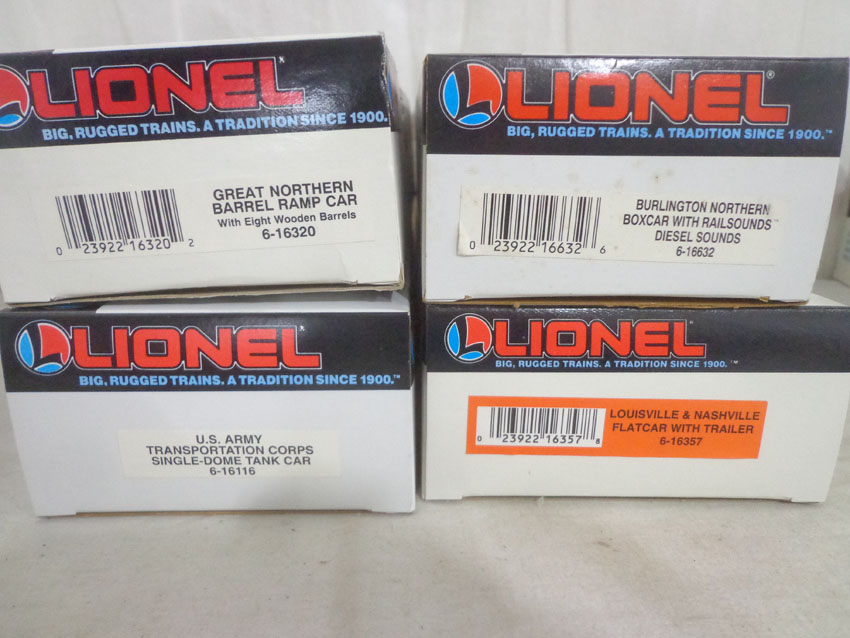 LIONEL
BIG, RUGGED TRAINS. A TRADITION SINCE 1900.
GREAT NORTHERN
BARREL RAMP CAR
With Eight Wooden Barrels
6-16320
0 23922 16320 2
LIONEL®
BIG, RUGGED TRAINS. A TRADITION SINCE 1900.™
BURLINGTON NORTHERN
BOXCAR WITH RAILSOUNDS™
DIESEL SOUNDS
6-16632
0 23922 16632 6
LIONEL
BIG, RUGGED TRAINS. A TRADITION SINCE 1900.™
U.S. ARMY
TRANSPORTATION CORPS
SINGLE-DOME TANK CAR
6-16116
LIONEL
BIG, RUGGED TRAINS. A TRADITION SINCE 1900.™
LOUISVILLE & NASHVILLE
FLATCAR WITH TRAILER
6-16357
0 23922 16357 8